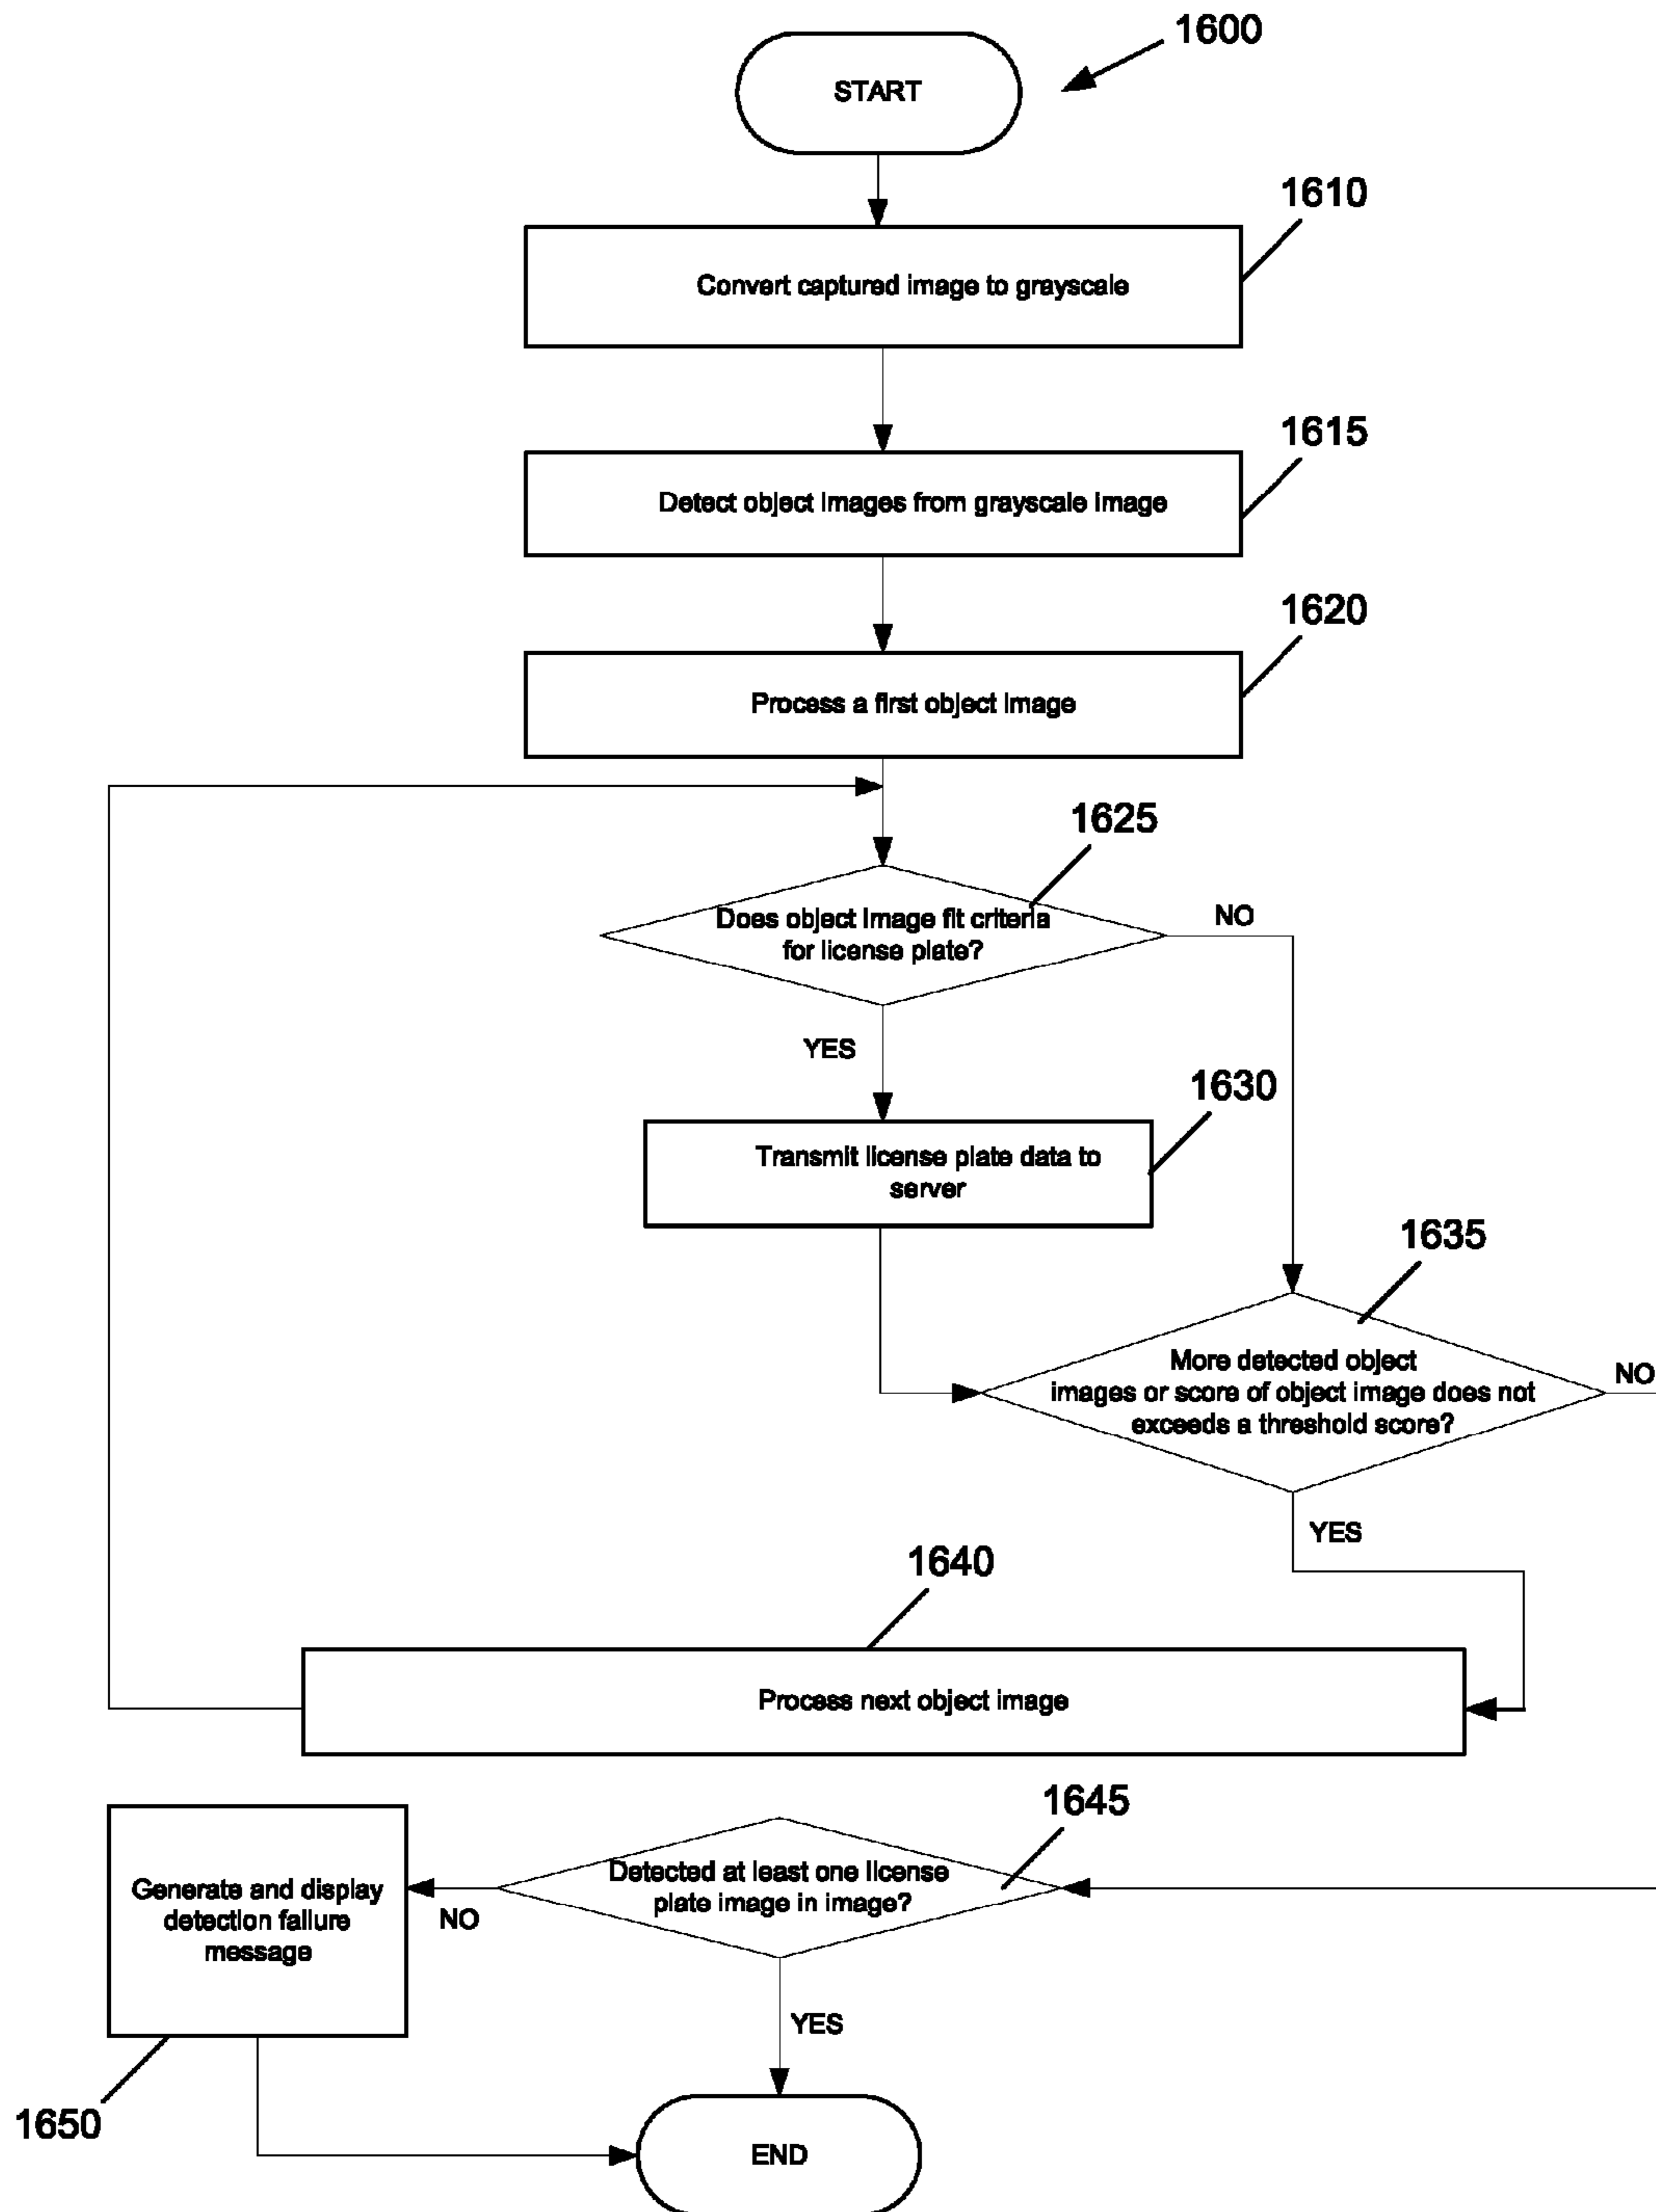 1600
START
1610
Convert captured image to grayscale
1615
Detect object images from grayscale image
1620
Process a first object image
1625
Does object image fit criteria
for license plate?
NO
YES
1630
Transmit license plate data to
server
1635
More detected object
images or score of object image does not
exceeds a threshold score?
NO
YES
1640
Process next object image
1645
Detected at least one license
plate image in image?
Generate and display
detection failure
message
NO
YES
1650
END